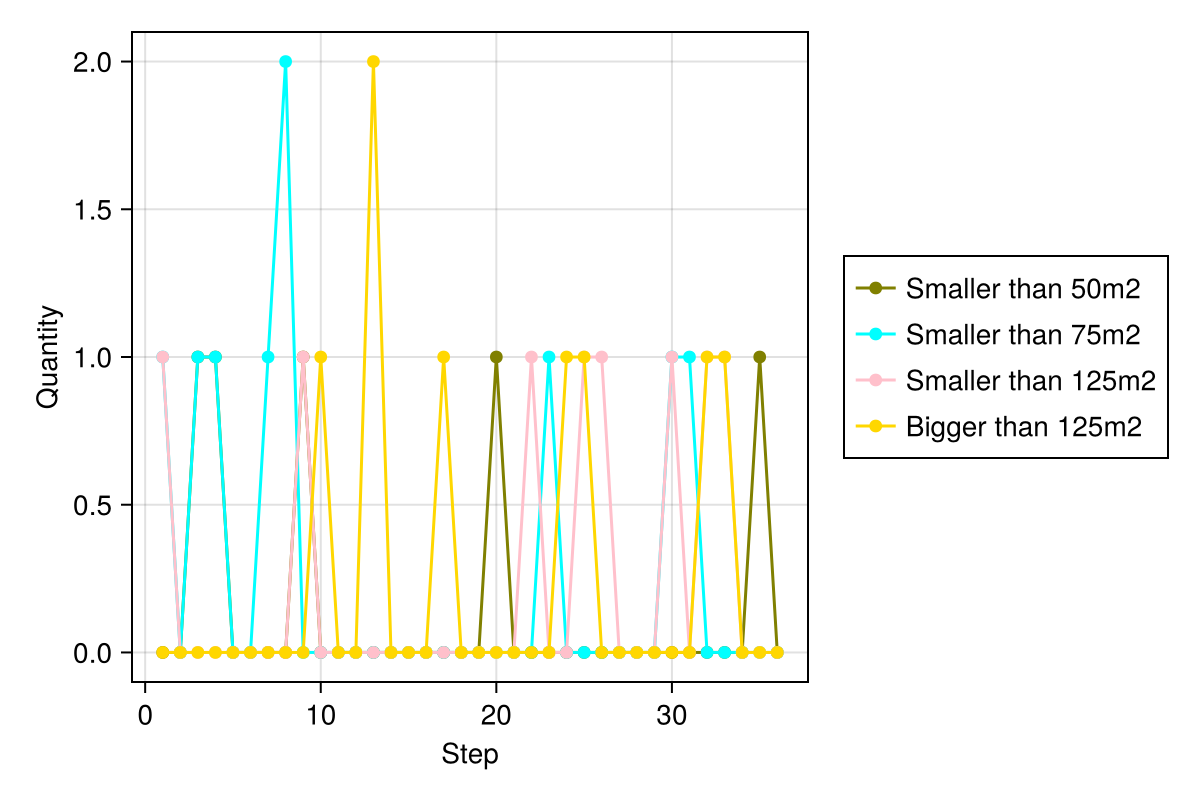 2.0
1.5
1.0
0.5
0.0
Quantity
0 10 20 30
Step
Smaller than 50m2
Smaller than 75m2
Smaller than 125m2
Bigger than 125m2